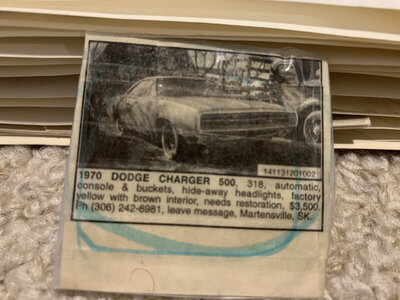 141131201002
1970 DODGE CHARGER 500, 318, automatic,
console & buckets, hide-away headlights, factory
yellow with brown interior, needs restoration, $3,500.
Ph (306) 242-6981, leave message, Martensville, SK.